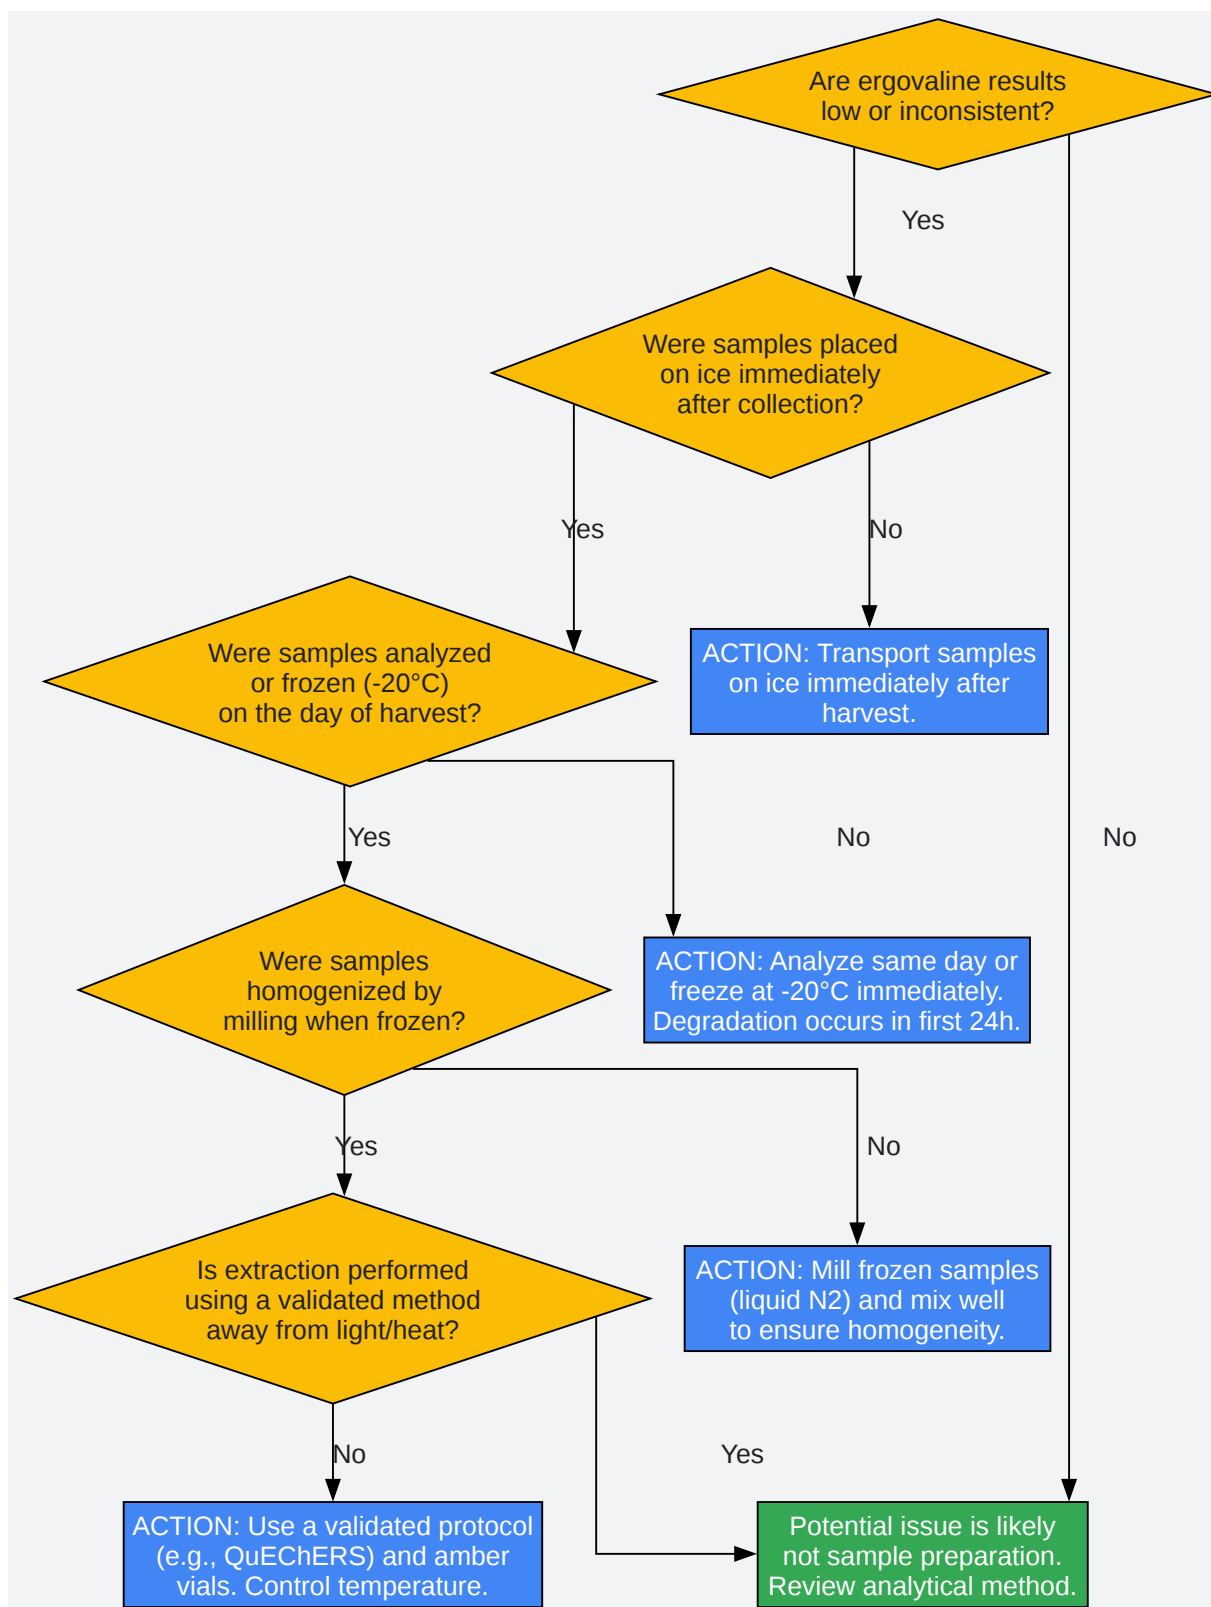 Are ergovaline results
low or inconsistent?
Yes
Were samples placed
on ice immediately
after collection?
Yes
No
Were samples analyzed
or frozen (-20°C)
on the day of harvest?
ACTION: Transport samples
on ice immediately after
harvest.
Yes
No
No
Were samples
homogenized by
milling when frozen?
ACTION: Analyze same day or
freeze at -20°C immediately.
Degradation occurs in first 24h.
Yes
No
Is extraction performed
using a validated method
away from light/heat?
ACTION: Mill frozen samples
(liquid N2) and mix well
to ensure homogeneity.
No
Yes
ACTION: Use a validated protocol
(e.g., QuEChERS) and amber
vials. Control temperature.
Potential issue is likely
not sample preparation.
Review analytical method.